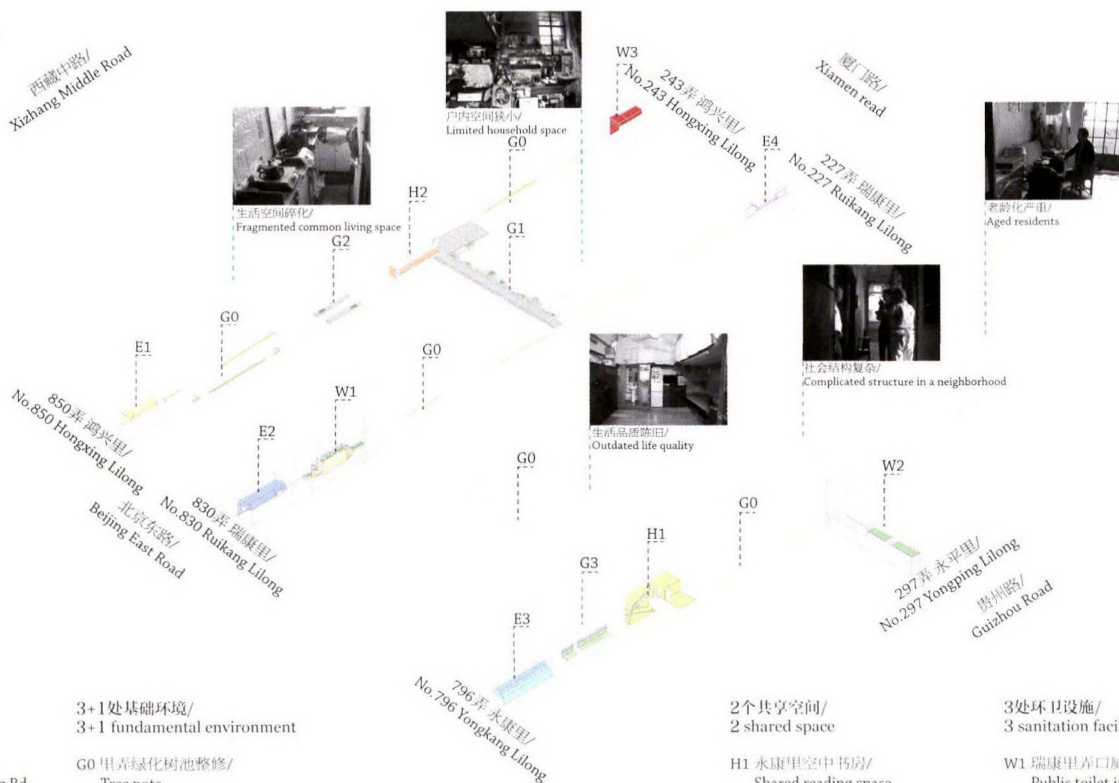 西藏中路/
Xizhang Middle Road
户内空间狭小/
Limited household space
生活空间碎化/
Fragmented common living space
W3
243弄 鸿兴里/
No.243 Hongxing Lilong
厦门路/
Xiamen read
E4
227弄 瑞康里/
No.227 Ruikang Lilong
老龄化严重/
Aged residents
G0
H2
G1
G2
G0
E1
G0
W1
E2
850弄 鸿兴里/
No.850 Hongxing Lilong
北京东路/
Beijing East Road
830弄 瑞康里/
No.830 Ruikang Lilong
社会结构复杂/
Complicated structure in a neighborhood
生活品质陈旧/
Outdated life quality
G0
W2
G0
H1
G3
E3
297弄 永平里/
No.297 Yongping Lilong
贵州路/
Guizhou Road
796弄 永康里/
No.796 Yongkang Lilong
3+1处基础环境/
3+1 fundamental environment
G0 里弄绿化树池整修/
2个共享空间/
2 shared space
H1 永康里空中书房/
Shared reading space
3处环卫设施/
3 sanitation faci
W1 瑞康里弄口
Public toilet i
Rd